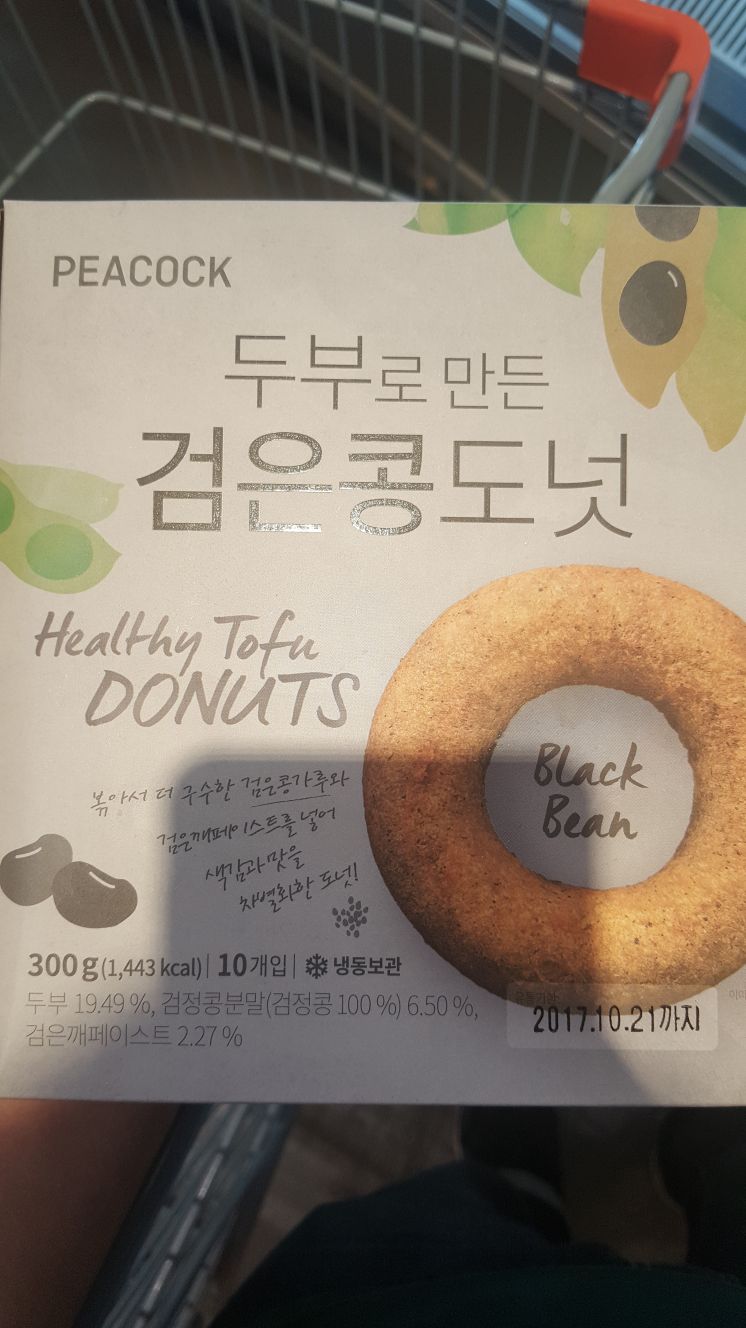 PEACOCK
두부로 만든
검은콩도넛
Healthy Tofu
DONUTS
Black
Bean
볶아서 더 구수한 검은콩가루와
검은깨페이스트를 넣어
색감과 맛을
차별화한 도넛!
300g(1,443 kcal) | 10개입 | 냉동보관
두부 19.49 %, 검정콩분말(검정콩 100 %) 6.50 %,
검은깨페이스트 2.27 %
유통기한
2017.10.21까지